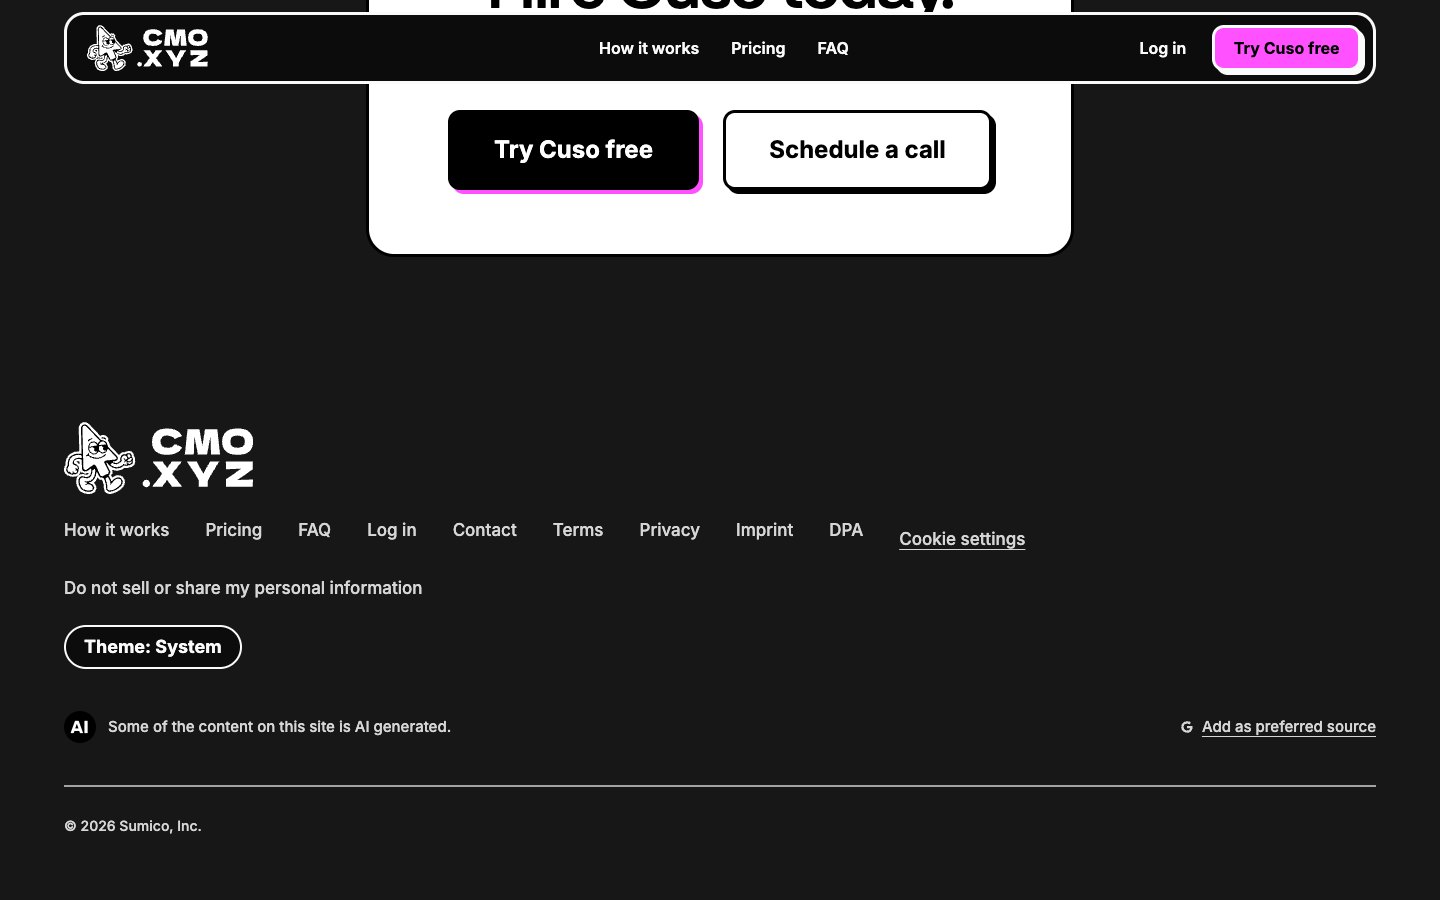 Hire Cuso today.
CMO
.XYZ
How it works Pricing FAQ
Log in Try Cuso free
Try Cuso free Schedule a call
CMO
.XYZ
How it works Pricing FAQ Log in Contact Terms Privacy Imprint DPA Cookie settings
Do not sell or share my personal information
Theme: System
AI Some of the content on this site is AI generated.
G Add as preferred source
© 2026 Sumico, Inc.